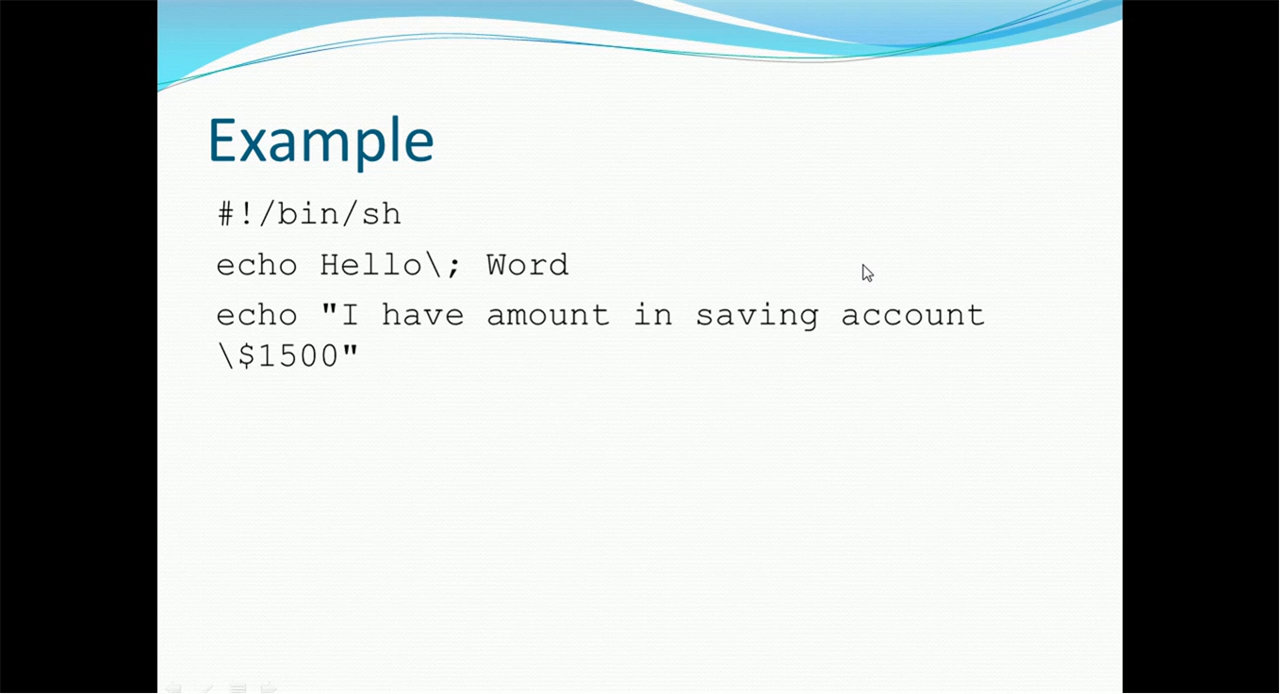 Example
#!/bin/sh
echo Hello\; Word
echo "I have amount in saving account
\$1500"